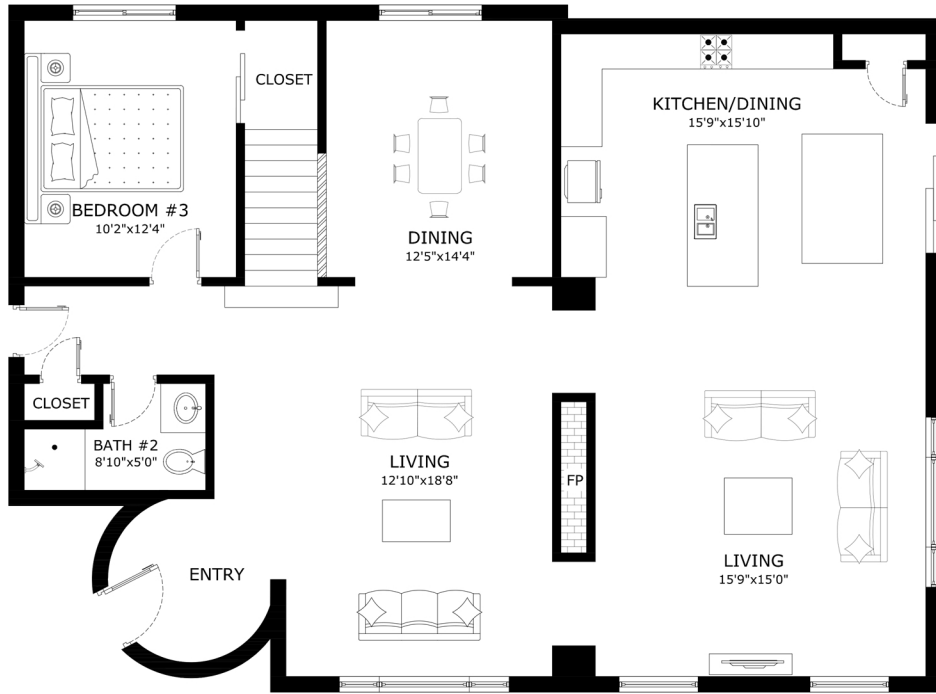 CLOSET
KITCHEN/DINING
15'9"x15'10"
BEDROOM #3
10'2"x12'4"
DINING
12'5"x14'4"
CLOSET
BATH #2
8'10"x5'0"
LIVING
12'10"x18'8"
FP
ENTRY
LIVING
15'9"x15'0"